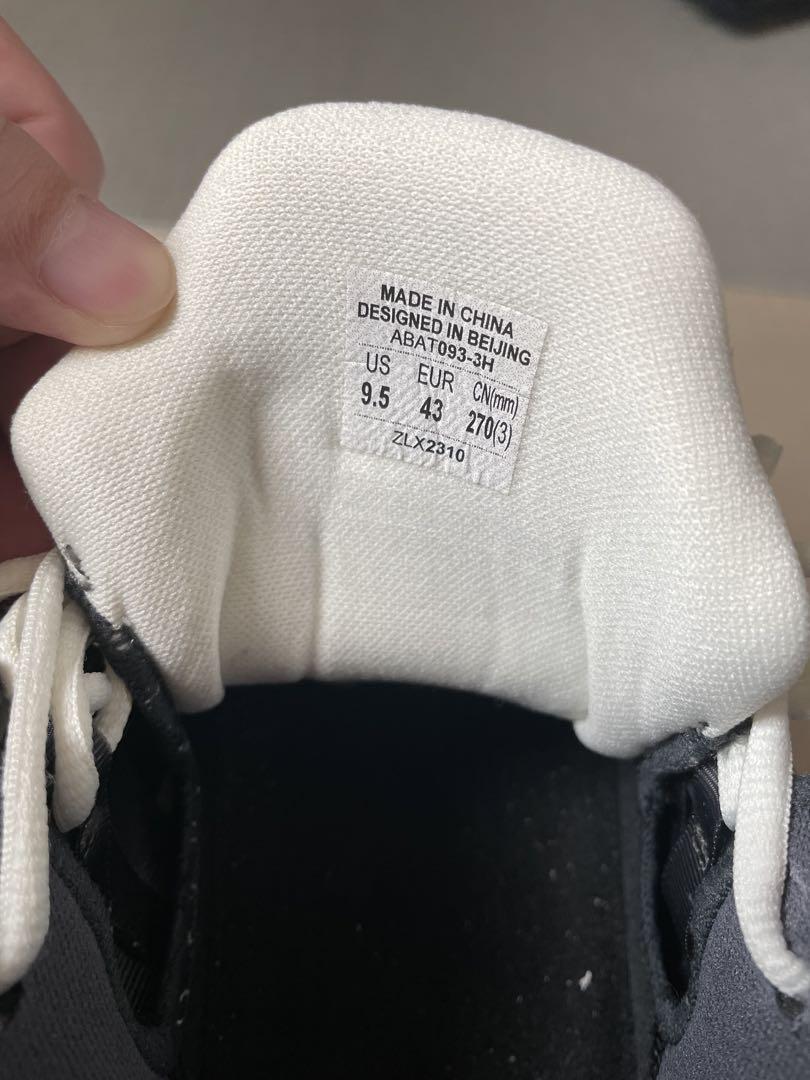 MADE IN CHINA
DESIGNED IN BEIJING
ABAT093-3H
US EUR CN(mm)
9.5 43 270(3)
ZLX2310